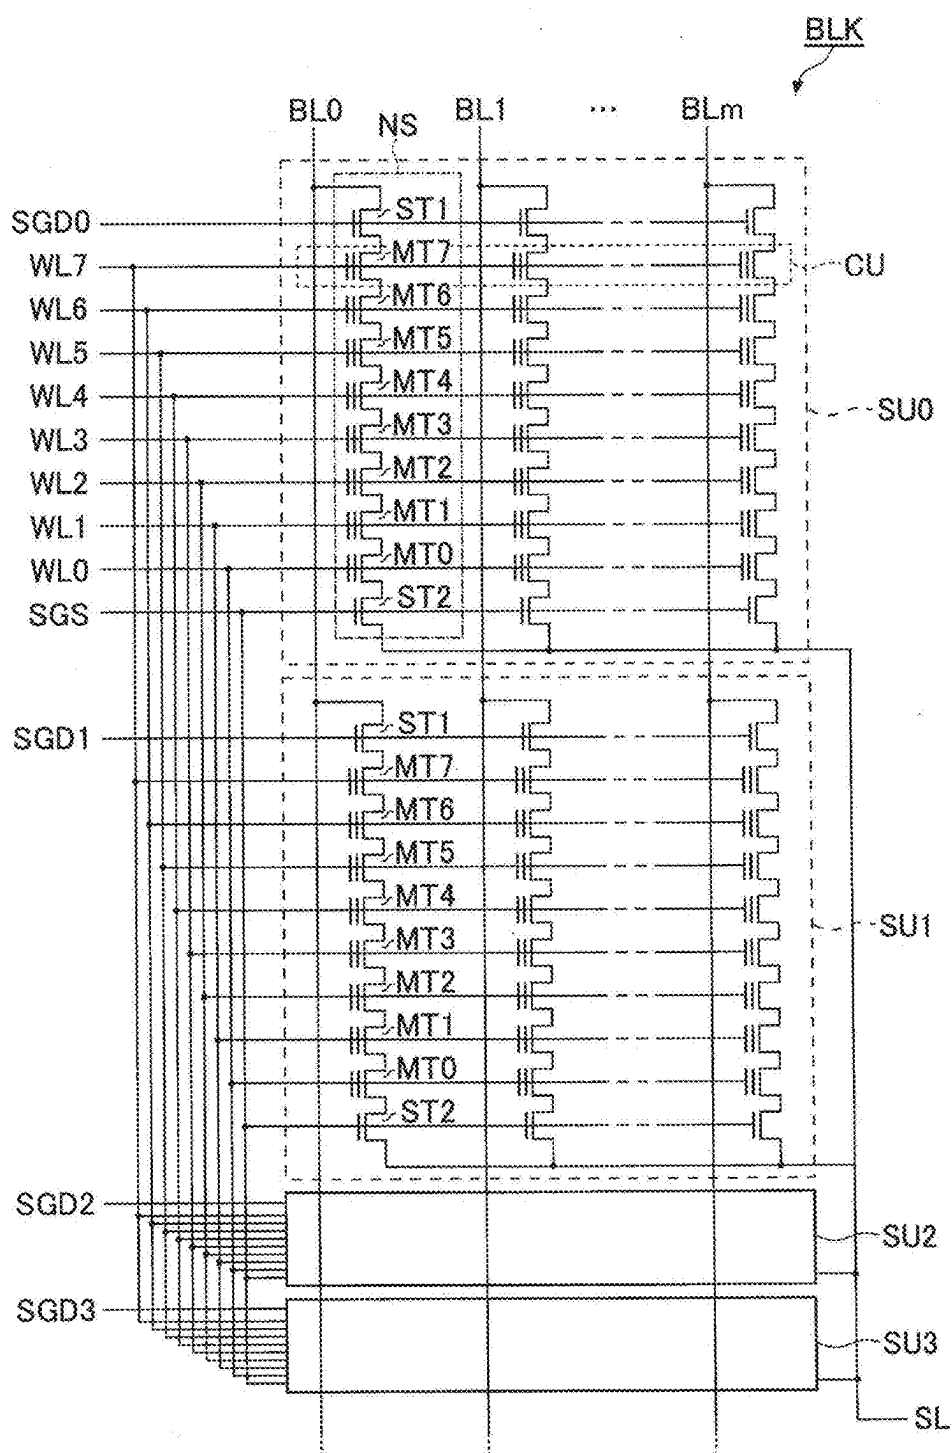 BLK
BL0 BL1 ... BLm
NS
SGD0 ST1
WL7 MT7 CU
WL6 MT6
WL5 MT5
WL4 MT4 SU0
WL3 MT3
WL2 MT2
WL1 MT1
WL0 MT0
SGS ST2
SGD1 ST1
MT7
MT6
MT5
MT4 SU1
MT3
MT2
MT1
MT0
ST2
SGD2 SU2
SGD3 SU3
SL